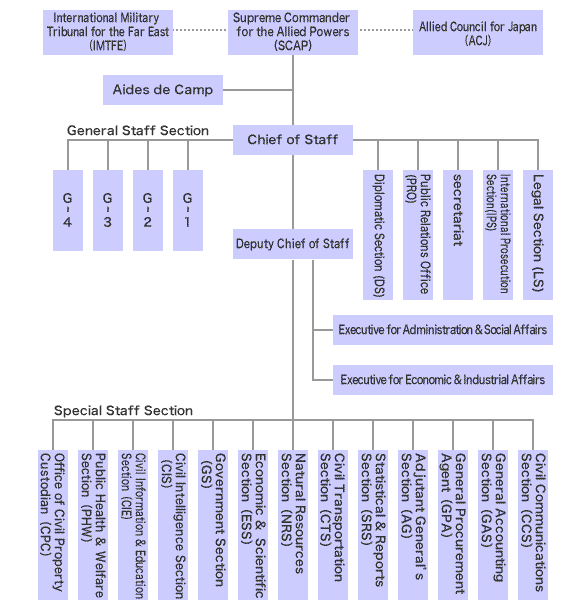 International Military
Tribunal for the Far East
(IMTFE)
Supreme Commander
for the Allied Powers
(SCAP)
Allied Council for Japan
(ACJ)
Aides de Camp
General Staff Section
Chief of Staff
G-4
G-3
G-2
G-1
Diplomatic Section (DS)
Public Relations Office
(PRO)
secretariat
International Prosecution
Section(IPS)
Legal Section (LS)
Deputy Chief of Staff
Executive for Administration & Social Affairs
Executive for Economic & Industrial Affairs
Special Staff Section
Office of Civil Property
Custodian (CPC)
Public Health & Welfare
Section (PHW)
Civil Information & Education
Section (CIE)
Civil Intelligence Section
(CIS)
Government Section
(GS)
Economic & Scientific
Section (ESS)
Natural Resources
Section (NRS)
Civil Transportation
Section (CTS)
Statistical & Reports
Section (SRS)
Adjutant General's
Section (AG)
General Procurement
Agent (GPA)
General Accounting
Section (GAS)
Civil Communications
Section (CCS)